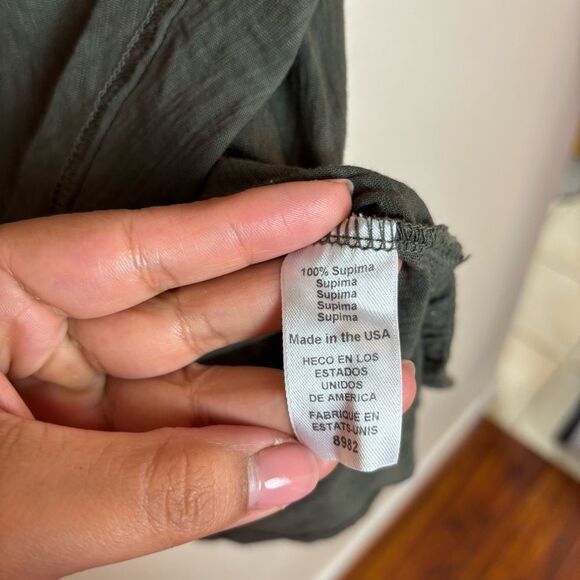 100% Supima
Supima
Supima
Supima
Supima
Made in the USA
HECO EN LOS
ESTADOS
UNIDOS
DE AMERICA
FABRIQUE EN
ESTATS-UNIS
8982